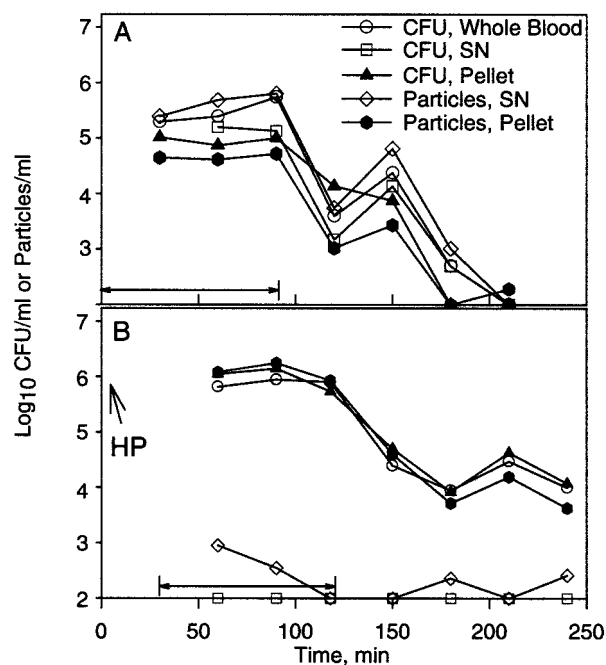 A
7
6
5
4
3
CFU, Whole Blood
CFU, SN
CFU, Pellet
Particles, SN
Particles, Pellet
Log10 CFU/ml or Particles/ml
B
7
6
5
4
3
2
HP
0 50 100 150 200 250
Time, min